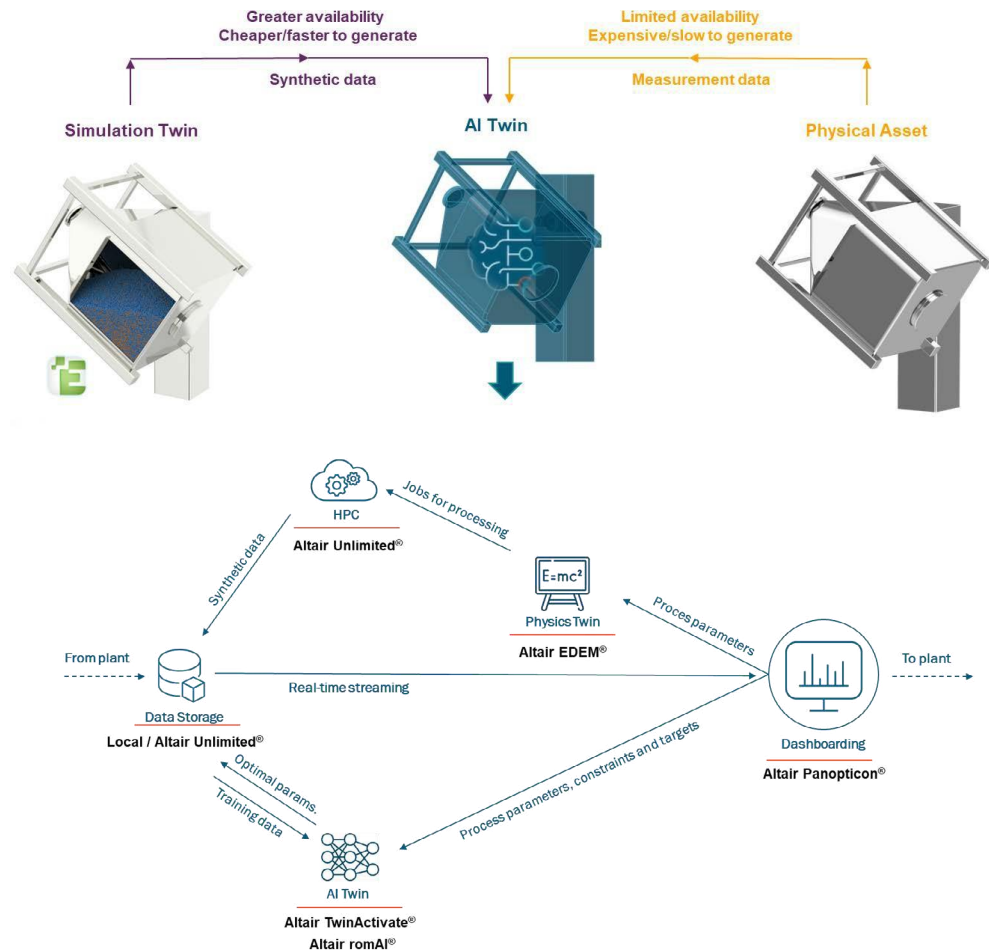 Greater availability
Cheaper/faster to generate
Synthetic data
Limited availability
Expensive/slow to generate
Measurement data
Simulation Twin
AI Twin
Physical Asset
E
Jobs for processing
HPC
Altair Unlimited®
Synthetic data
E=mc²
Physics Twin
Altair EDEM®
Proces parameters
From plant
To plant
Real-time streaming
Data Storage
Local / Altair Unlimited®
Dashboarding
Altair Panopticon®
Optimal params.
Training data
Process parameters, constraints and targets
AI Twin
Altair TwinActivate®
Altair romAI®